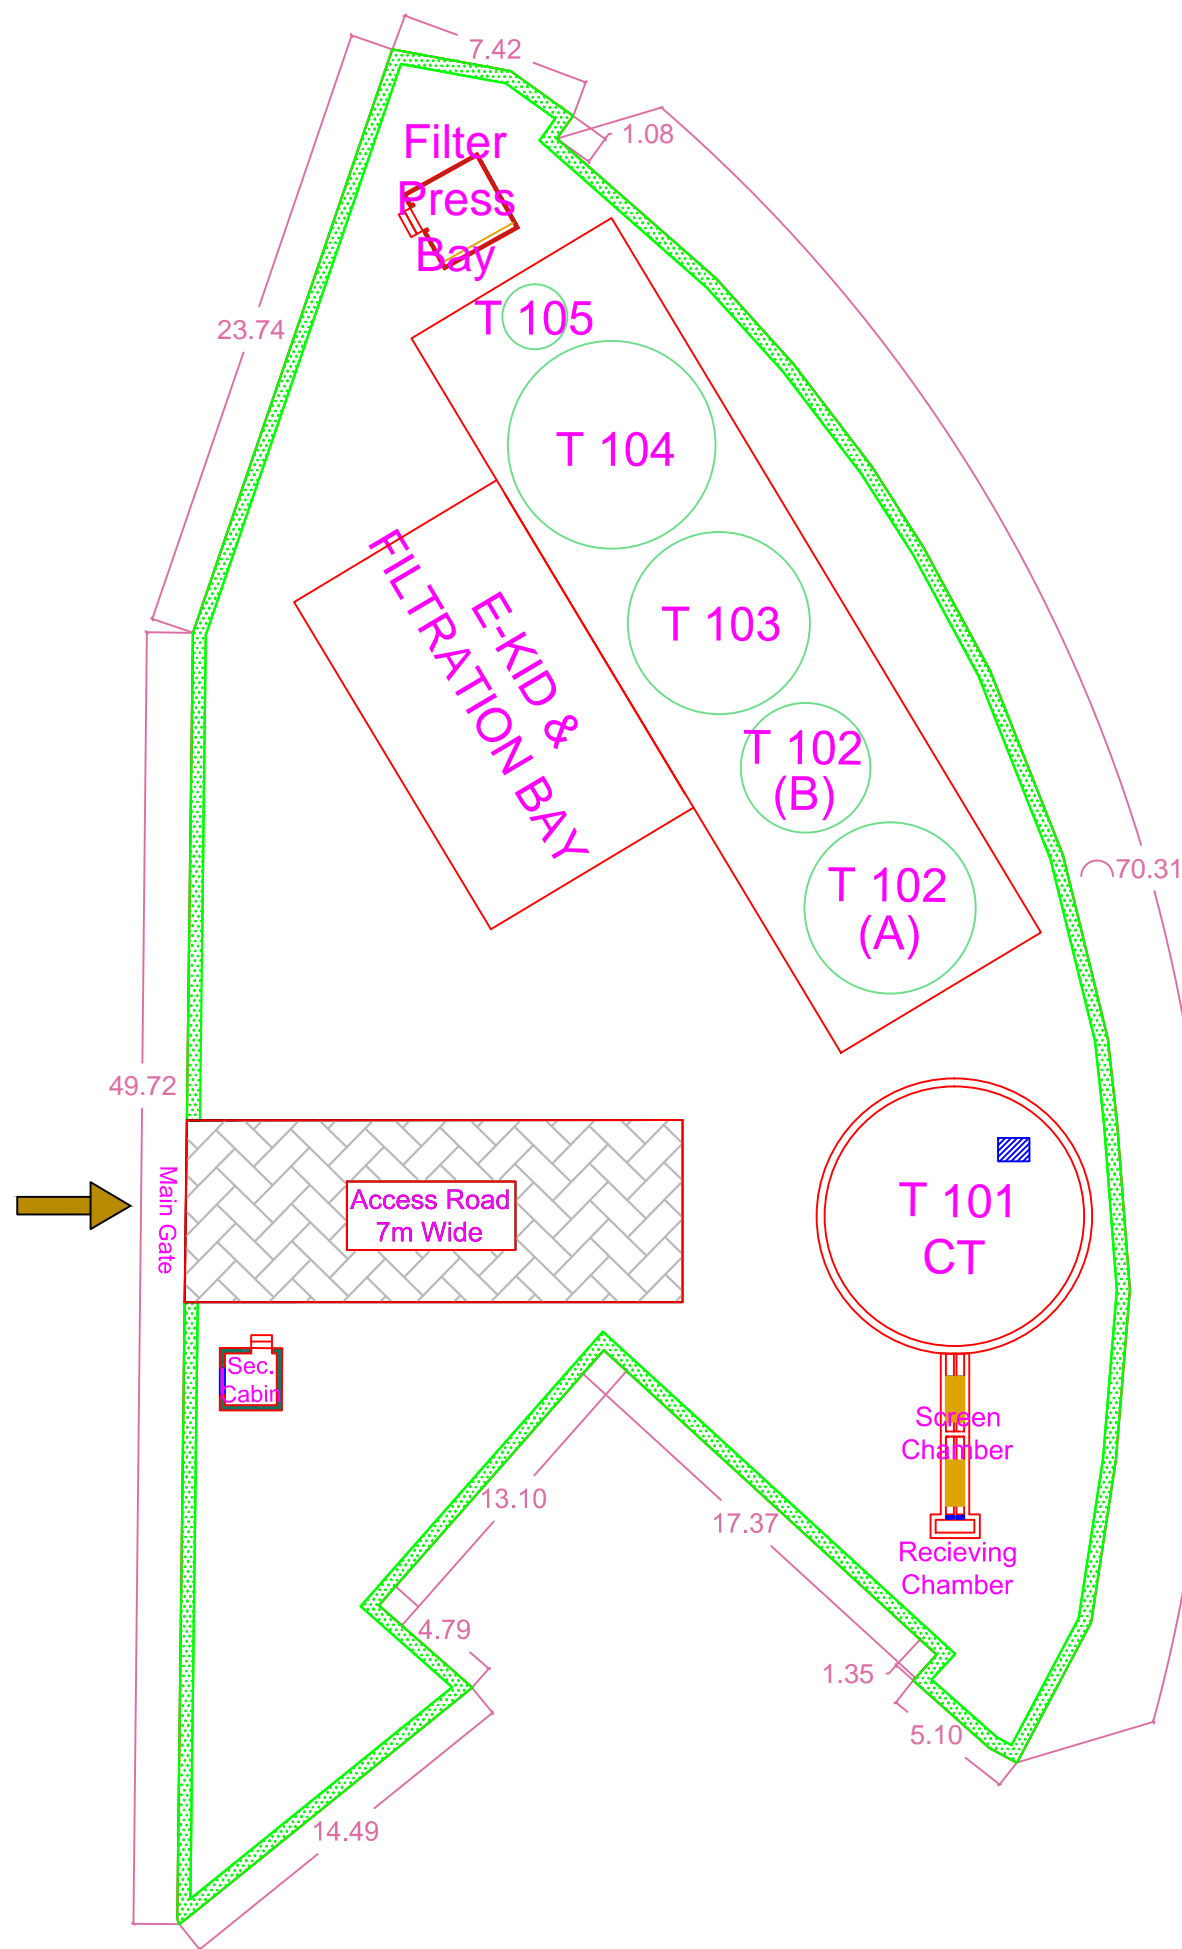 7.42
1.08
Filter
Press
Bay
23.74
T 105
T 104
T 103
E-KID &
FILTRATION BAY
T 102
(B)
70.31
T 102
(A)
49.72
Main Gate
Access Road
7m Wide
T 101
CT
Sec.
Cabin
Screen
Chamber
13.10
17.37
Recieving
Chamber
4.79
1.35
5.10
14.49